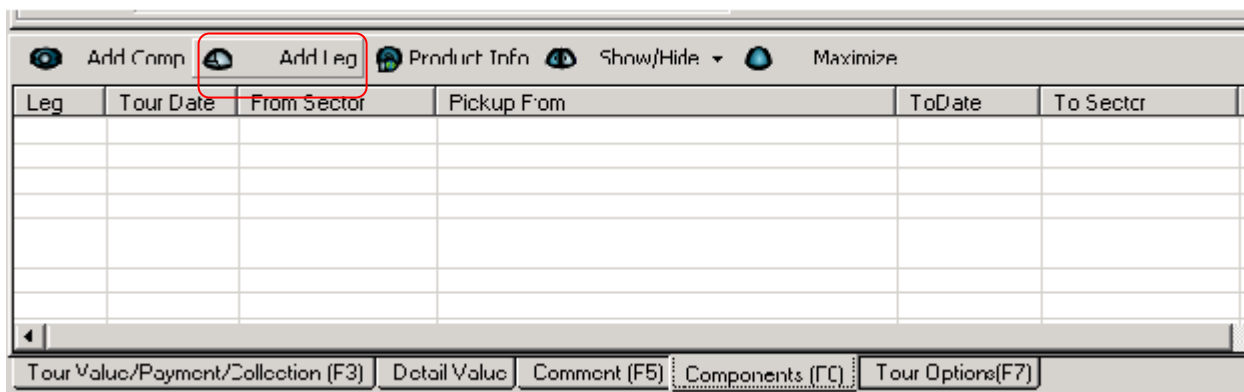 Add Comp Add Leg Product Info Show/Hide Maximize
Leg Tour Date From Sector Pickup From ToDate To Sector
Tour Value/Payment/Collection (F3) Detail Value Comment (F5) Components Tour Options(F7)